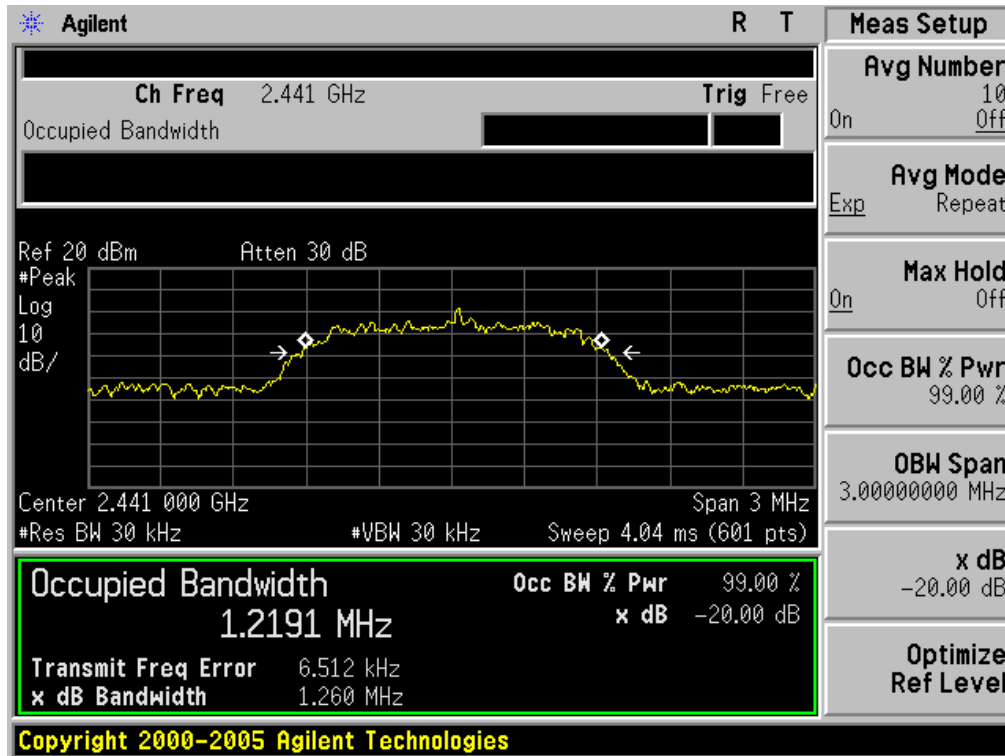 Agilent R T
Ch Freq 2.441 GHz Trig Free
Occupied Bandwidth
Ref 20 dBm Atten 30 dB
#Peak
Log
10
dB/
Center 2.441 000 GHz Span 3 MHz
#Res BW 30 kHz #VBW 30 kHz Sweep 4.04 ms (601 pts)
Occupied Bandwidth
1.2191 MHz
Occ BW % Pwr 99.00 %
x dB -20.00 dB
Transmit Freq Error 6.512 kHz
x dB Bandwidth 1.260 MHz
Copyright 2000-2005 Agilent Technologies
Meas Setup
Avg Number
10
On Off
Avg Mode
Exp Repeat
Max Hold
On Off
Occ BW % Pwr
99.00 %
OBW Span
3.00000000 MHz
x dB
-20.00 dB
Optimize
Ref Level